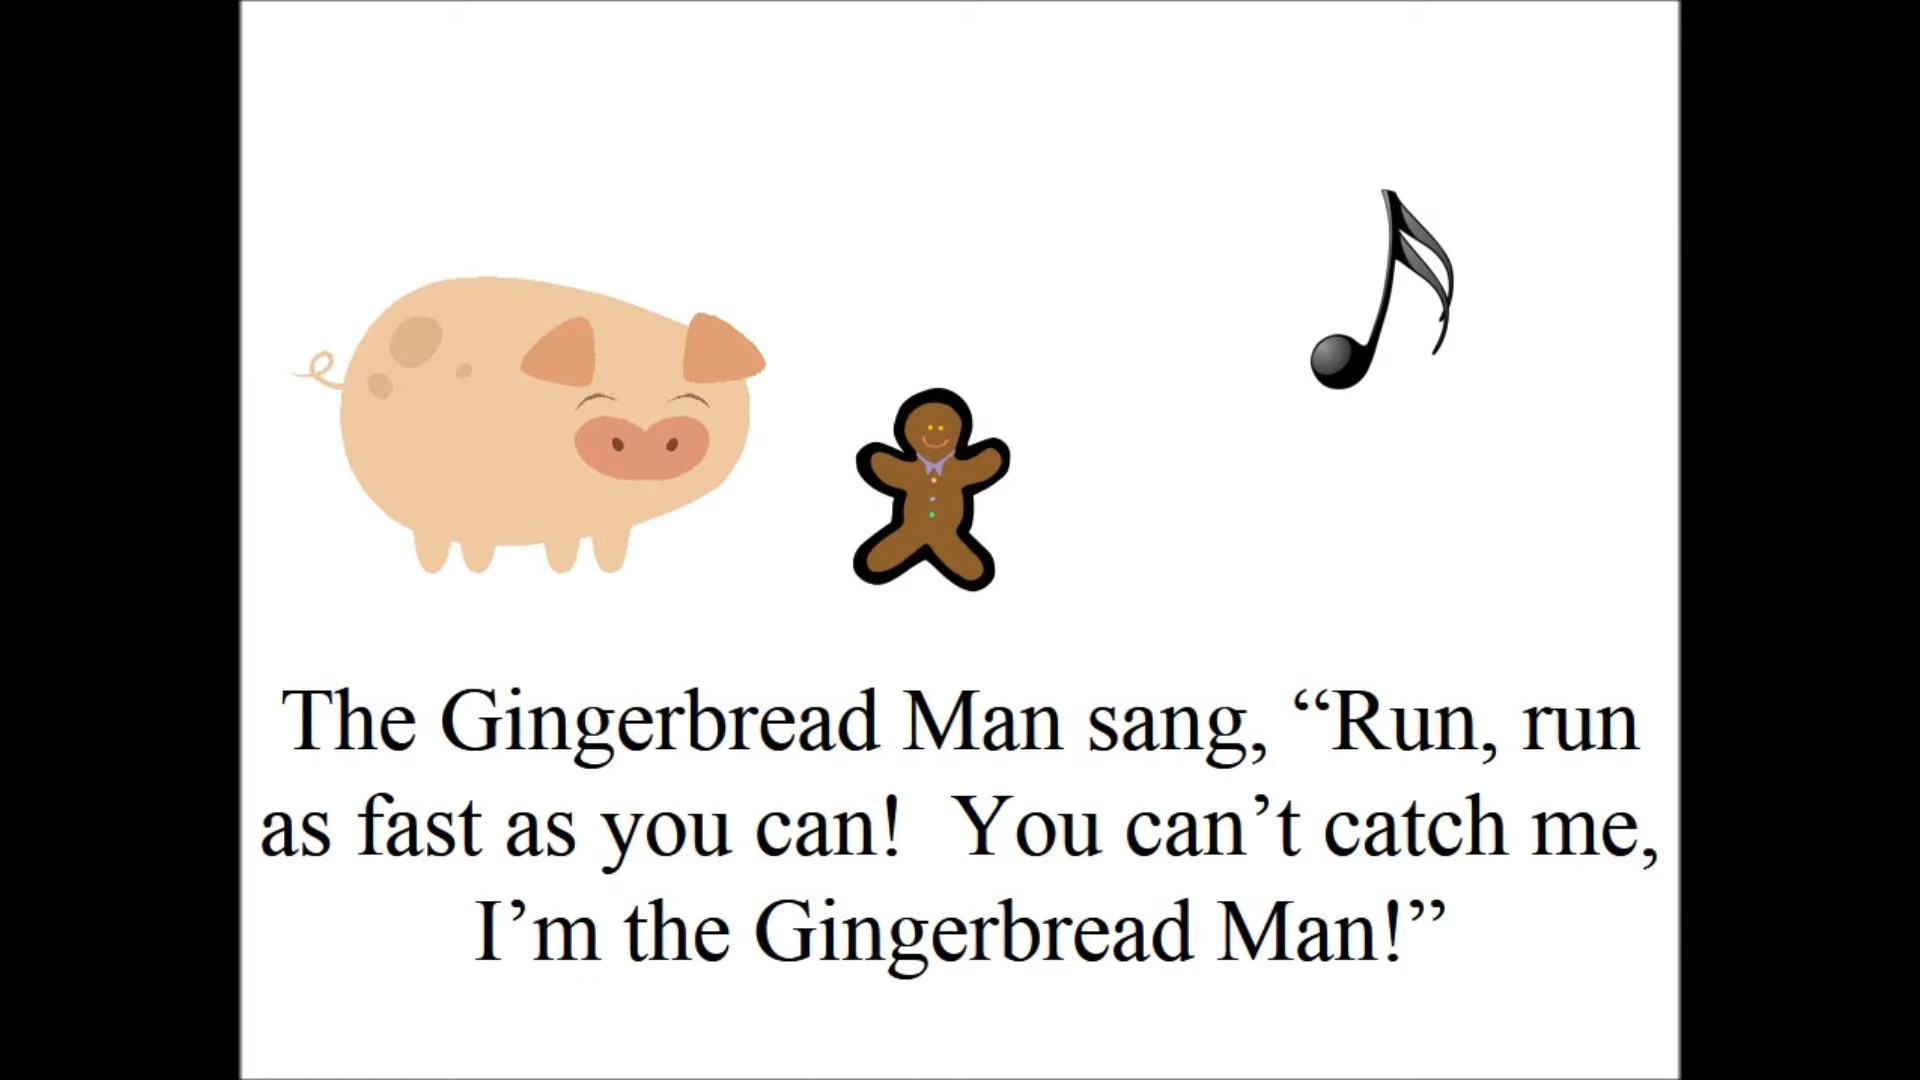 The Gingerbread Man sang, “Run, run
as fast as you can!  You can’t catch me,
I’m the Gingerbread Man!”